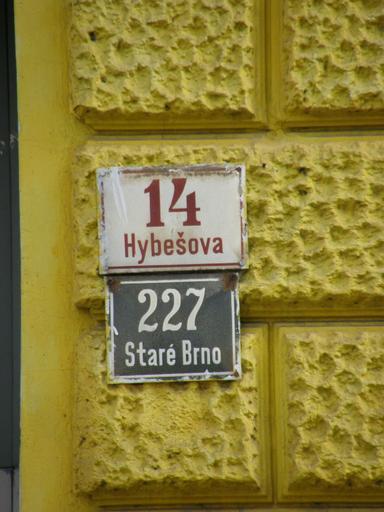 14
Hybešova
227
Staré Brno